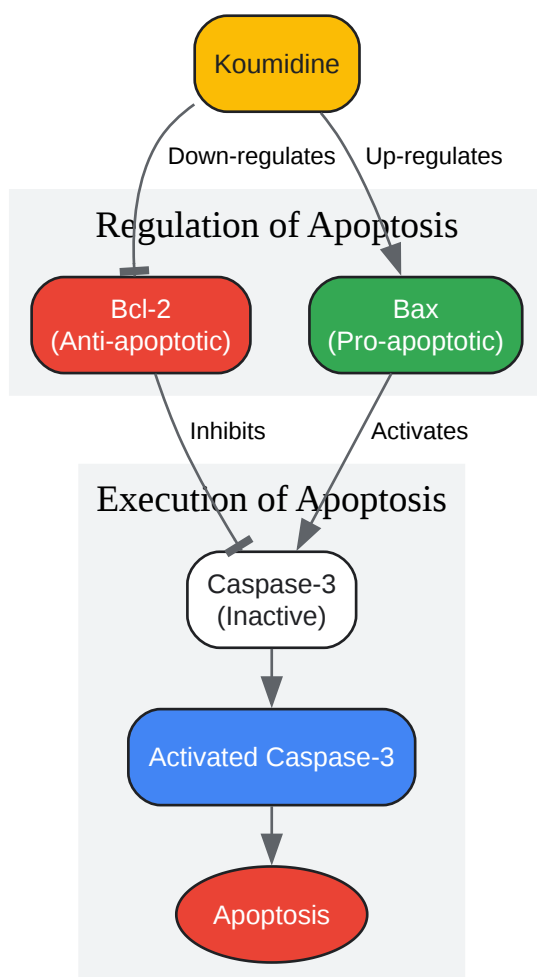 Koumidine
Down-regulates
Up-regulates
Regulation of Apoptosis
Bcl-2
(Anti-apoptotic)
Bax
(Pro-apoptotic)
Inhibits
Activates
Execution of Apoptosis
Caspase-3
(Inactive)
Activated Caspase-3
Apoptosis